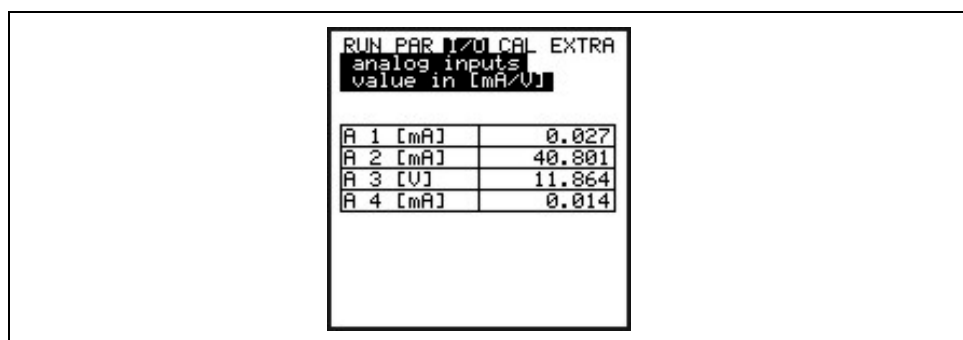 RUN PAR I/O CAL EXTRA
analog inputs
value in [mA/V]
A 1 [mA] 0.027
A 2 [mA] 40.801
A 3 [V] 11.864
A 4 [mA] 0.014